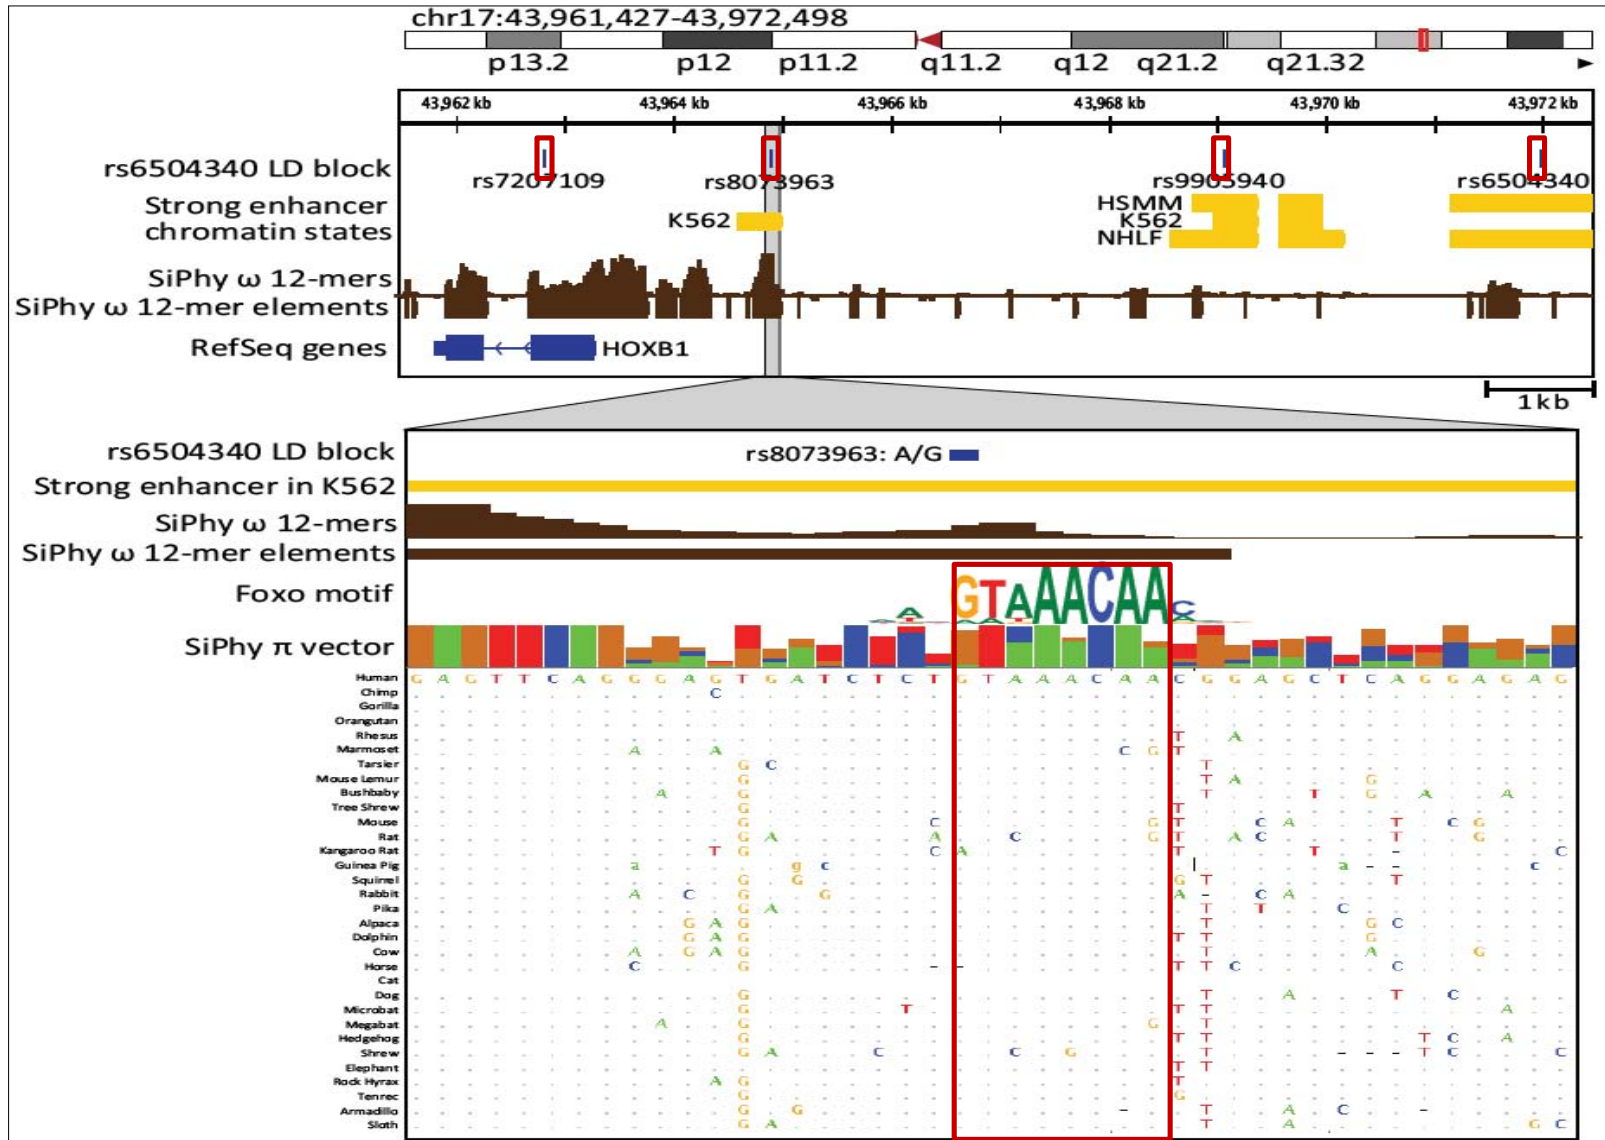 chr17:43,961,427-43,972,498
p13.2 p12 p11.2 q11.2 q12 q21.2 q21.32
43,962 kb 43,964 kb 43,966 kb 43,968 kb 43,970 kb 43,972 kb
rs6504340 LD block
rs7207109 rs8073963 rs9905940 rs6504340
Strong enhancer
chromatin states
K562
HSMM
K562
NHLF
SiPhy ω 12-mers
SiPhy ω 12-mer elements
RefSeq genes
HOXB1
1kb
rs6504340 LD block
rs8073963: A/G
Strong enhancer in K562
SiPhy ω 12-mers
SiPhy ω 12-mer elements
Foxo motif
A GTAAACAA C
SiPhy π vector
Human G A G T T C A G G G A G T G A T C T C T G T A A A C A A C G G A G C T C A G G A G A G
Chimp C
Gorilla
Orangutan
Rhesus T A
Marmoset A A C G T
Tarsier G C T
Mouse Lemur G T A G
Bushbaby A G T T G A A
Tree Shrew G T
Mouse G C G T C A T C G
Rat G A A C G T A C T G
Kangaroo Rat T G C A T T - C
Guinea Pig a g c a - - c
Squirrel G G G T T
Rabbit A C G G A - C A
Pika G A T T C
Alpaca G A G T G C
Dolphin G A G T T G
Cow A G A G T T A G
Horse C G - - T T C C
Cat
Dog G T A T C
Microbat G T T T A
Megabat A G G T
Hedgehog G T T T C A
Shrew G A C C G T - - - T C C
Elephant T T
Rock Hyrax A G T
Tenrec G G
Armadillo G G - T A C -
Sloth G A T A G C